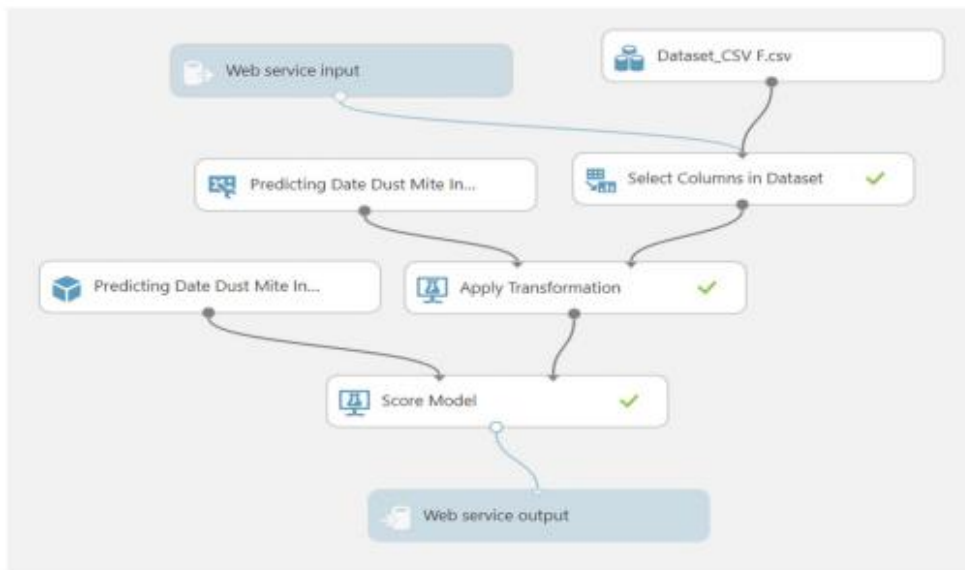 Web service input
Dataset_CSV F.csv
Predicting Date Dust Mite In...
Select Columns in Dataset
Predicting Date Dust Mite In...
Apply Transformation
Score Model
Web service output